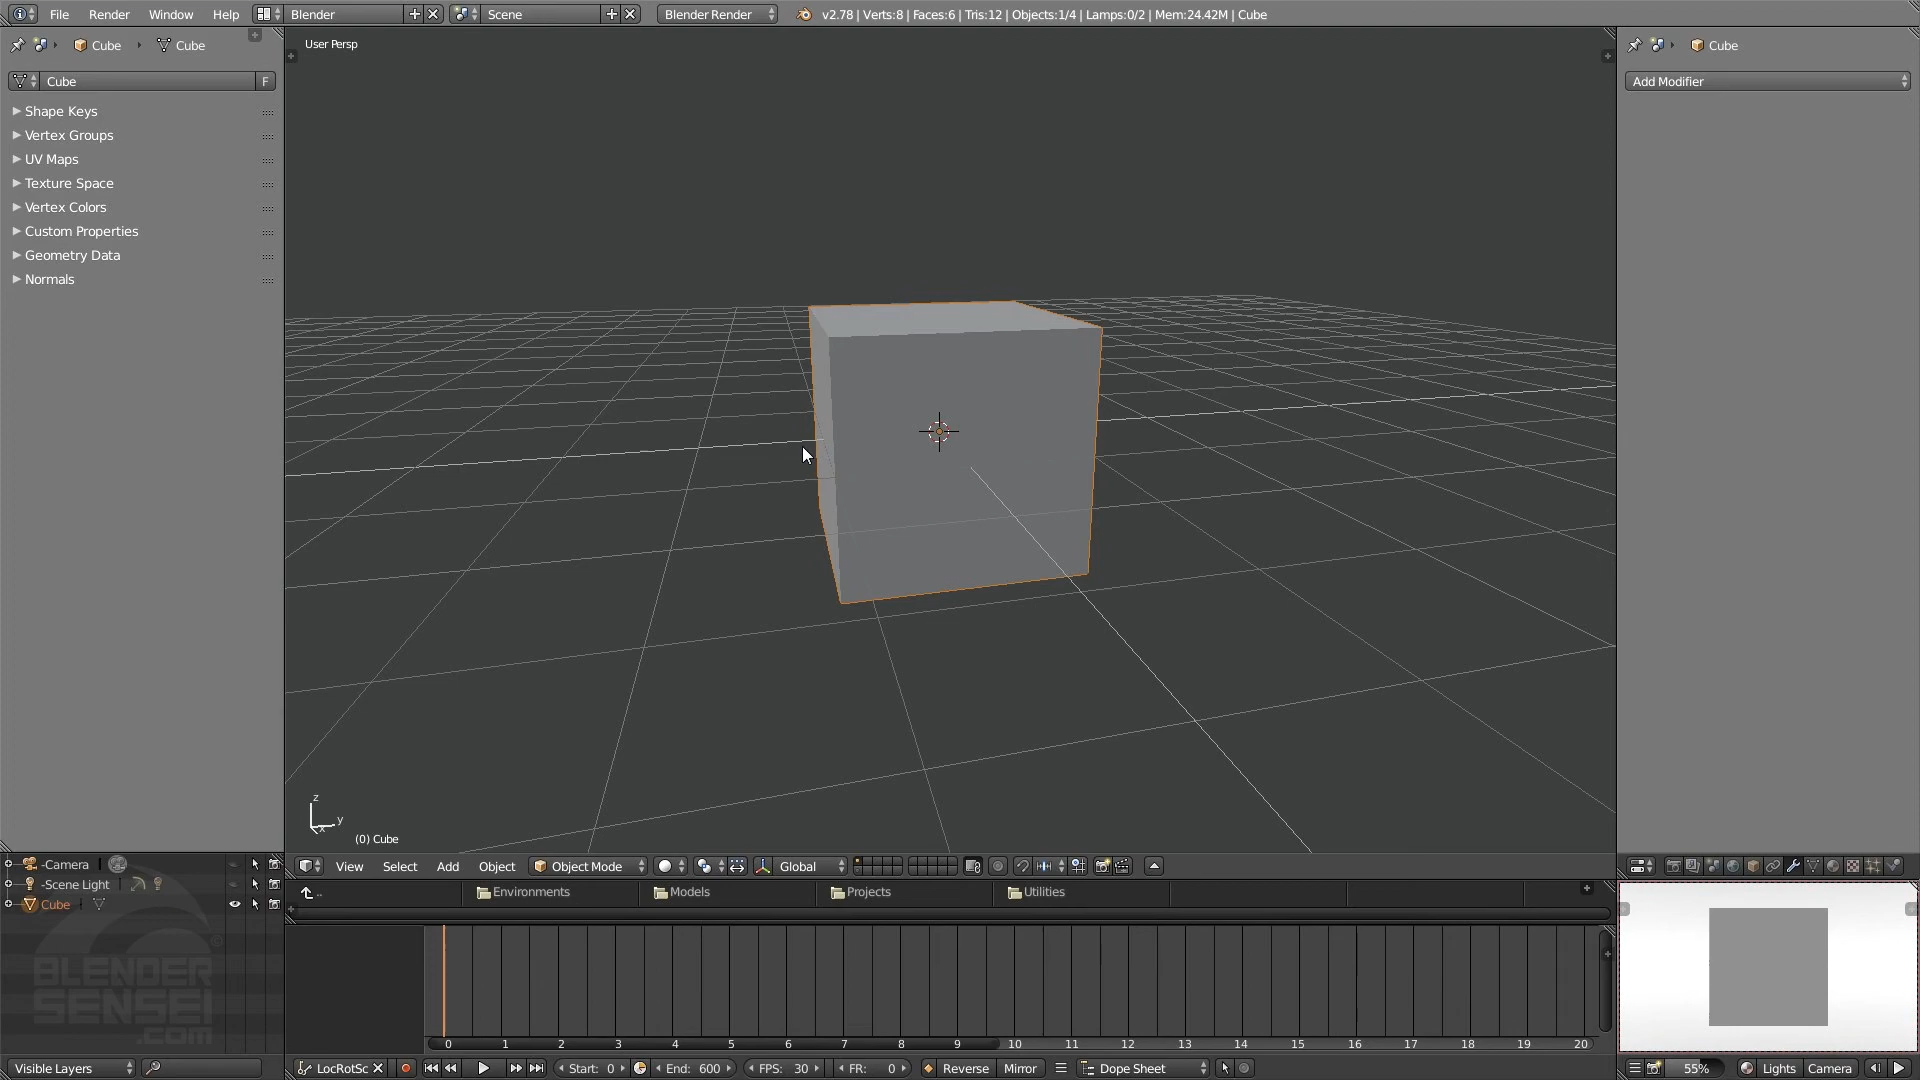 File Render Window Help Blender Scene Blender Render v2.78 | Verts:8 | Faces:6 | Tris:12 | Objects:1/4 | Lamps:0/2 | Mem:24.42M | Cube
Cube Cube
Cube F
Shape Keys
Vertex Groups
UV Maps
Texture Space
Vertex Colors
Custom Properties
Geometry Data
Normals
User Persp
Cube
Add Modifier
z
y
x
(0) Cube
View Select Add Object Object Mode Global
-Camera
-Scene Light
Cube
BLENDER
SENSEI
.com
Visible Layers
.. Environments Models Projects Utilities
0 1 2 3 4 5 6 7 8 9 10 11 12 13 14 15 16 17 18 19 20
LocRotSc Start: 0 End: 600 FPS: 30 FR: 0 Reverse Mirror Dope Sheet
55% Lights Camera